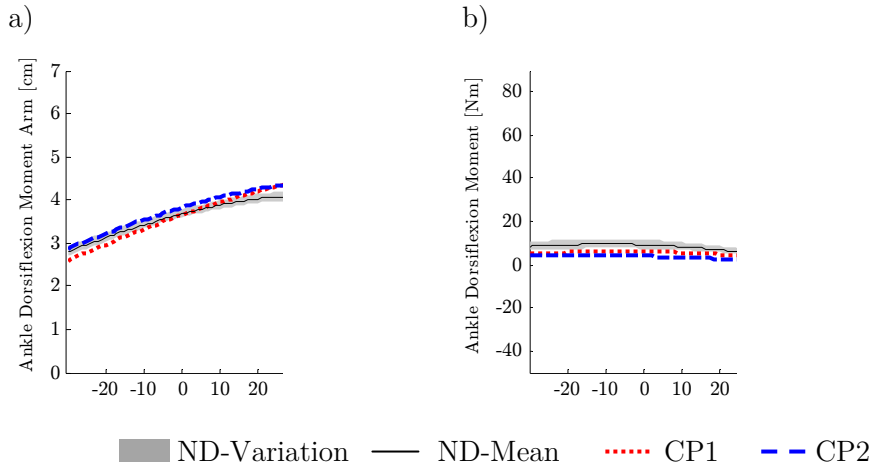 a)
Ankle Dorsiflexion Moment Arm [cm]
7
6
5
4
3
2
1
0
-20 -10 0 10 20
b)
Ankle Dorsiflexion Moment [Nm]
80
60
40
20
0
-20
-40
-20 0 20
ND-Variation ND-Mean CP1 CP2